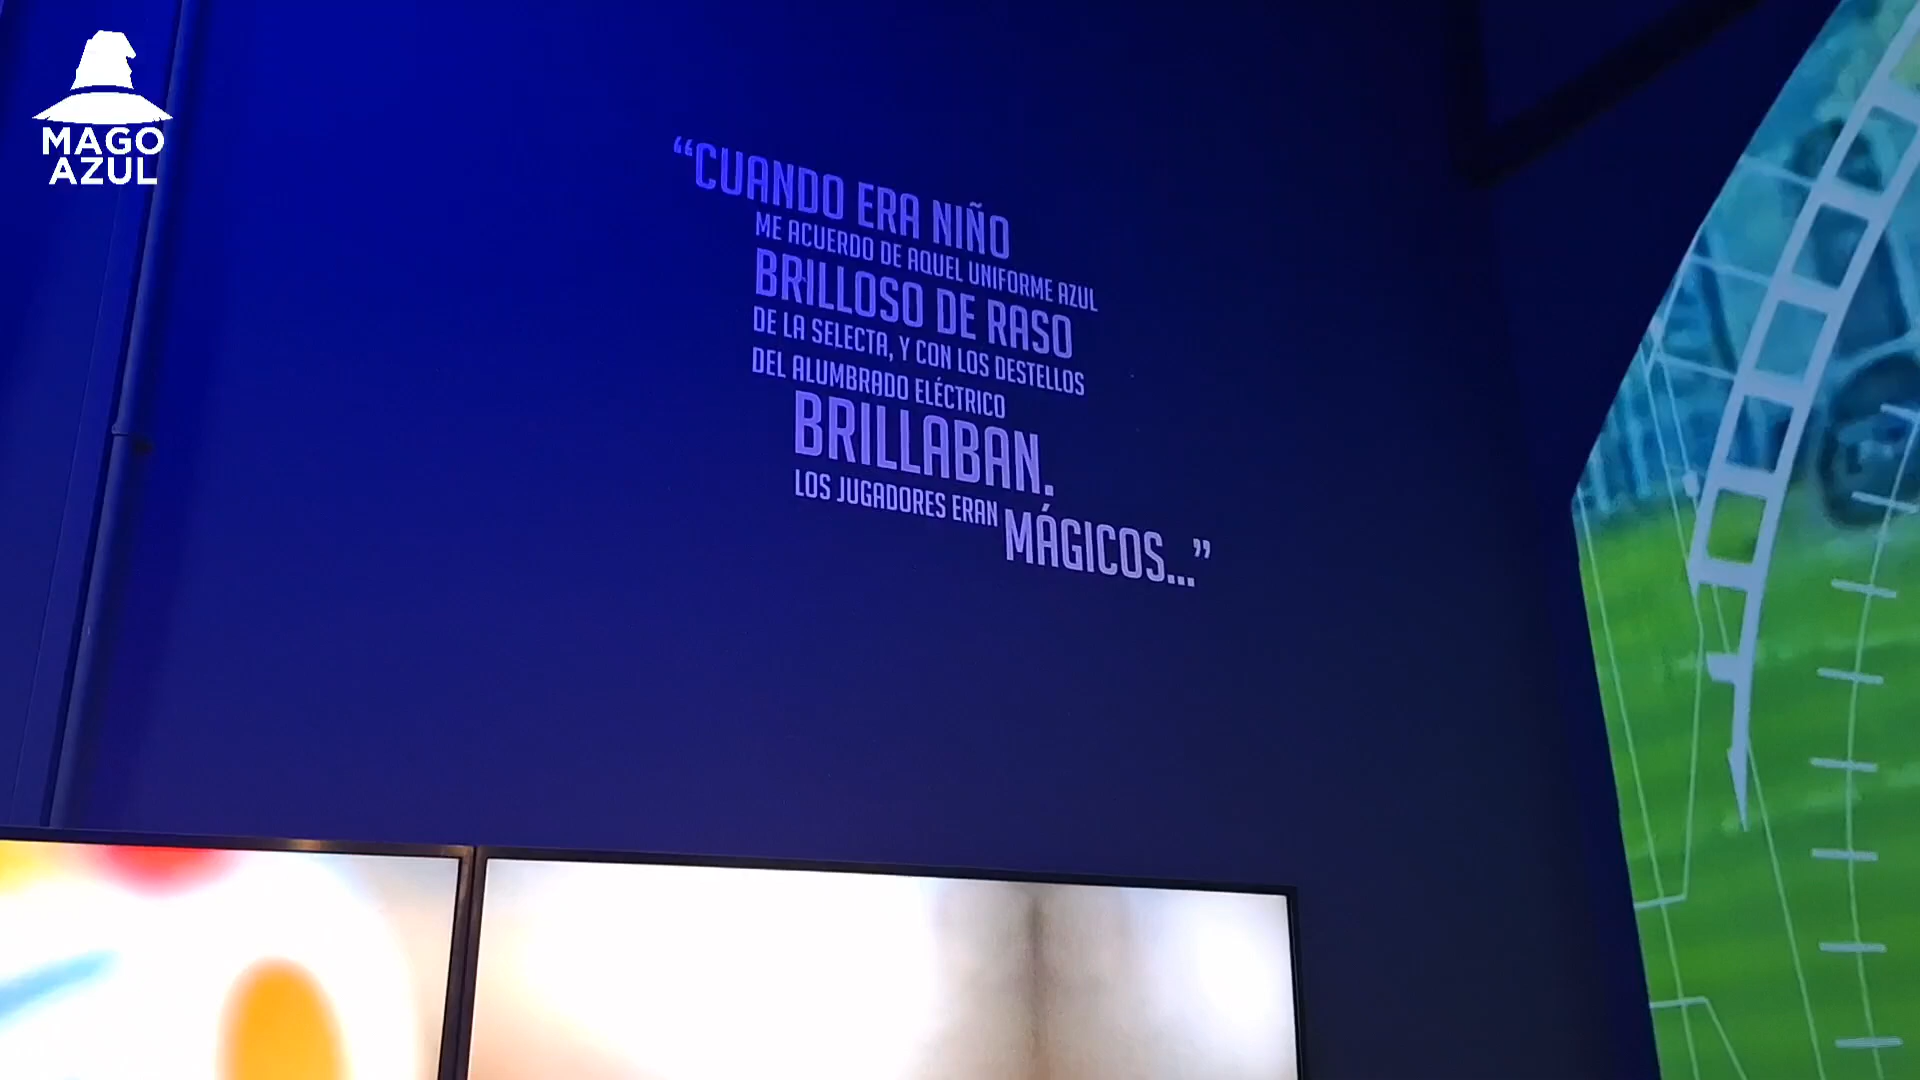 MAGO
AZUL
“CUANDO ERA NIÑO
ME ACUERDO DE AQUEL UNIFORME AZUL
BRILLOSO DE RASO
DE LA SELECTA, Y CON LOS DESTELLOS
DEL ALUMBRADO ELÉCTRICO
BRILLABAN.
LOS JUGADORES ERAN MÁGICOS...”